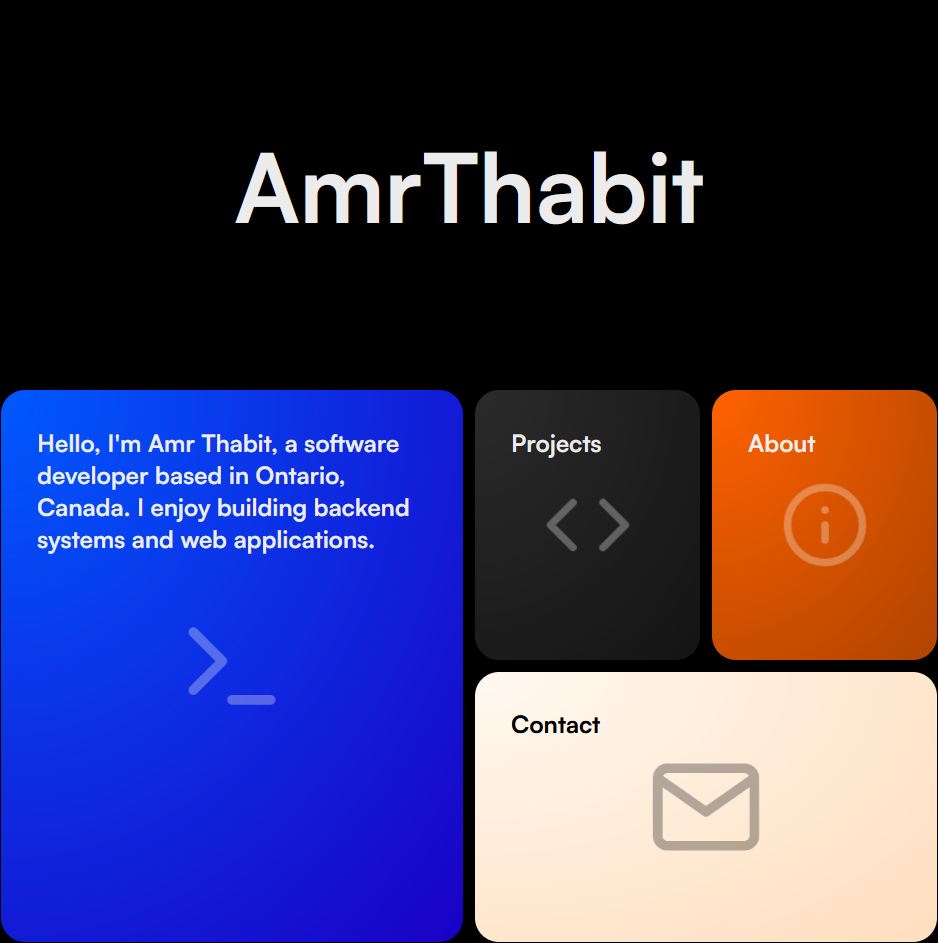 AmrThabit
Hello, I'm Amr Thabit, a software
developer based in Ontario,
Canada. I enjoy building backend
systems and web applications.
Projects
About
Contact